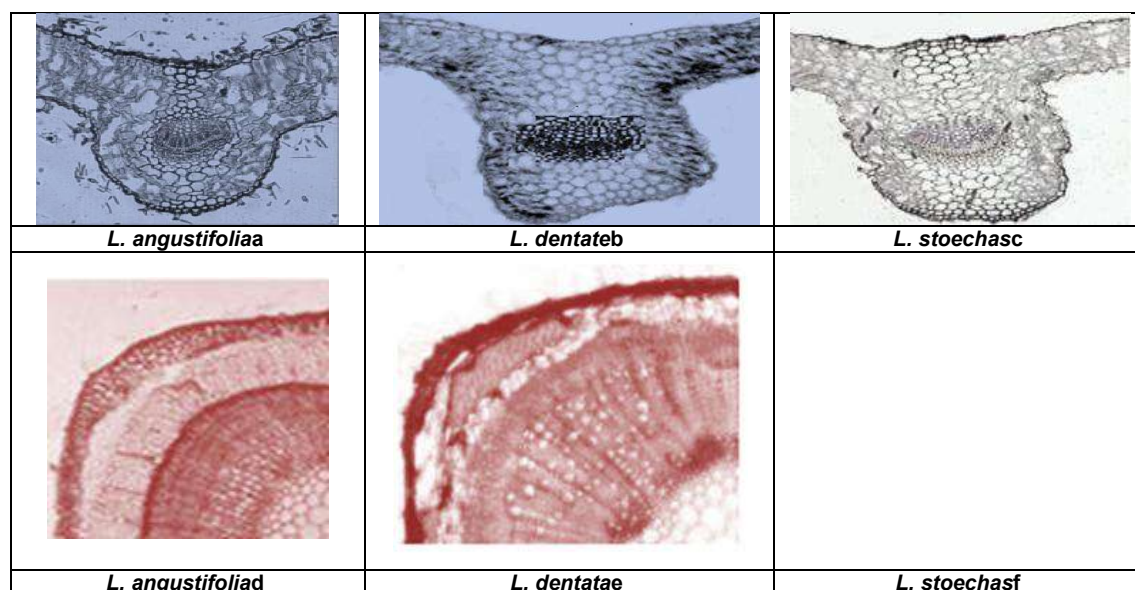 L. angustifoliaa
L. dentateb
L. stoechasc
L. angustifoliad
L. dentatae
L. stoechasf